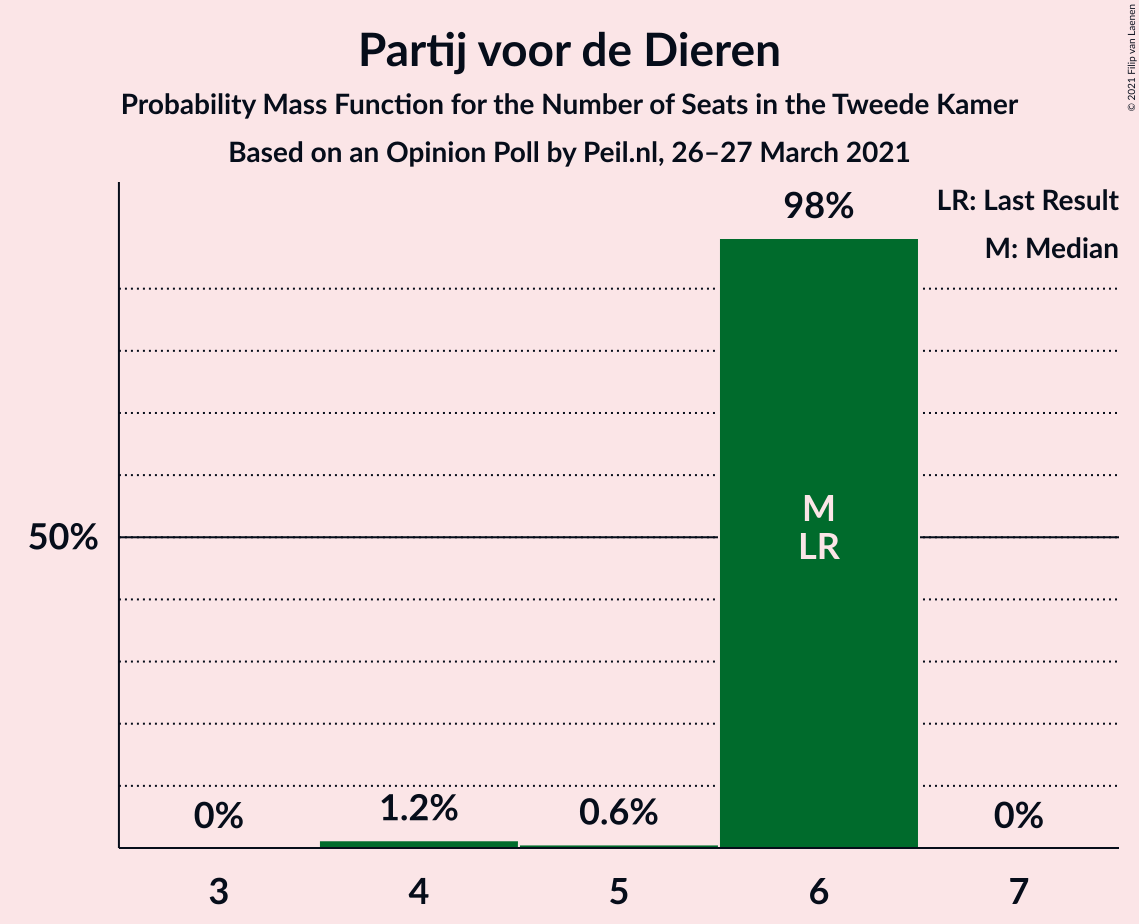 Partij voor de Dieren
Probability Mass Function for the Number of Seats in the Tweede Kamer
Based on an Opinion Poll by Peil.nl, 26–27 March 2021
© 2021 Filip van Laenen
LR: Last Result
M: Median
98%
50%
M
LR
0%
1.2%
0.6%
0%
3
4
5
6
7